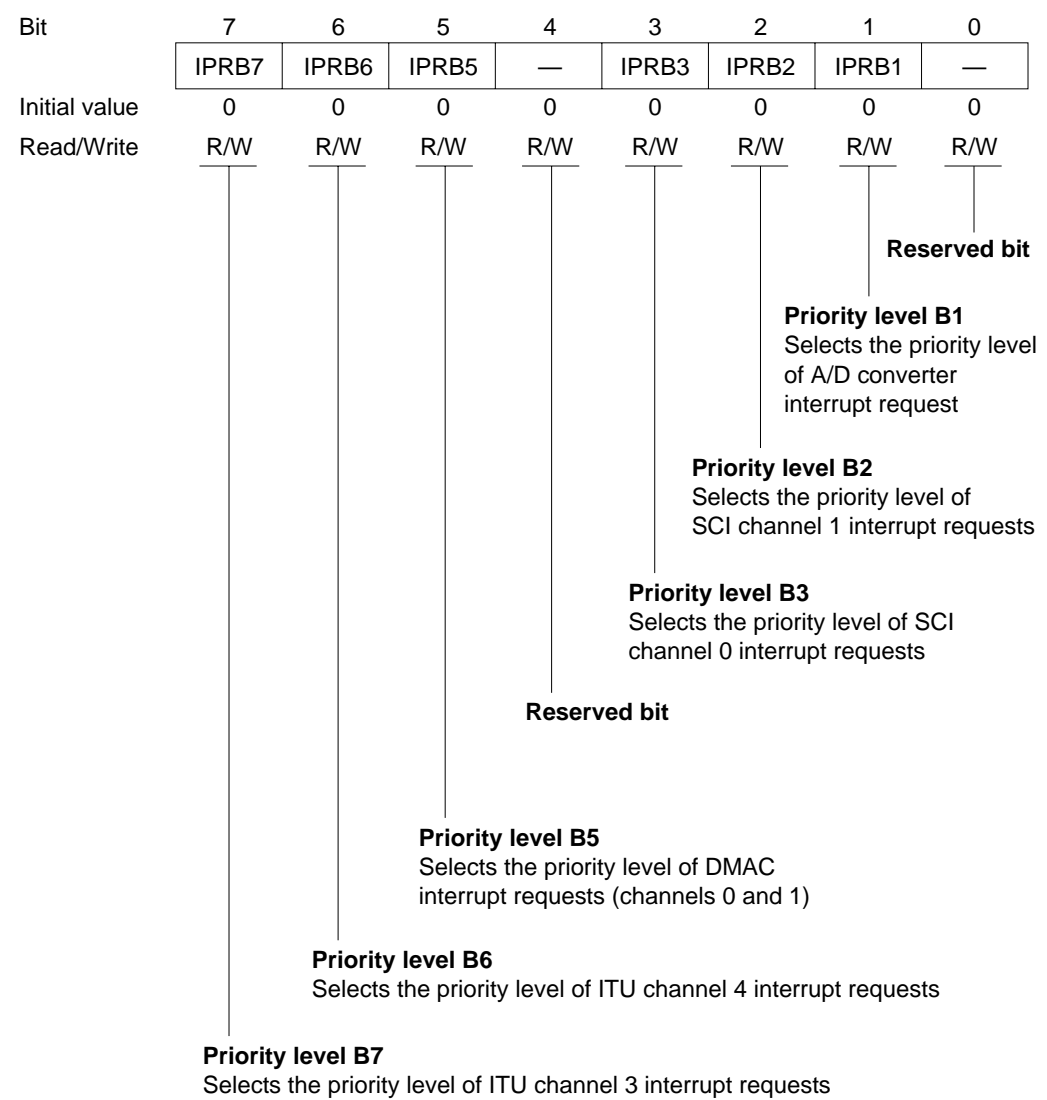 Bit 7 6 5 4 3 2 1 0
IPRB7 IPRB6 IPRB5 — IPRB3 IPRB2 IPRB1 —
Initial value 0 0 0 0 0 0 0 0
Read/Write R/W R/W R/W R/W R/W R/W R/W R/W
Reserved bit
Priority level B1
Selects the priority level
of A/D converter
interrupt request
Priority level B2
Selects the priority level of
SCI channel 1 interrupt requests
Priority level B3
Selects the priority level of SCI
channel 0 interrupt requests
Reserved bit
Priority level B5
Selects the priority level of DMAC
interrupt requests (channels 0 and 1)
Priority level B6
Selects the priority level of ITU channel 4 interrupt requests
Priority level B7
Selects the priority level of ITU channel 3 interrupt requests